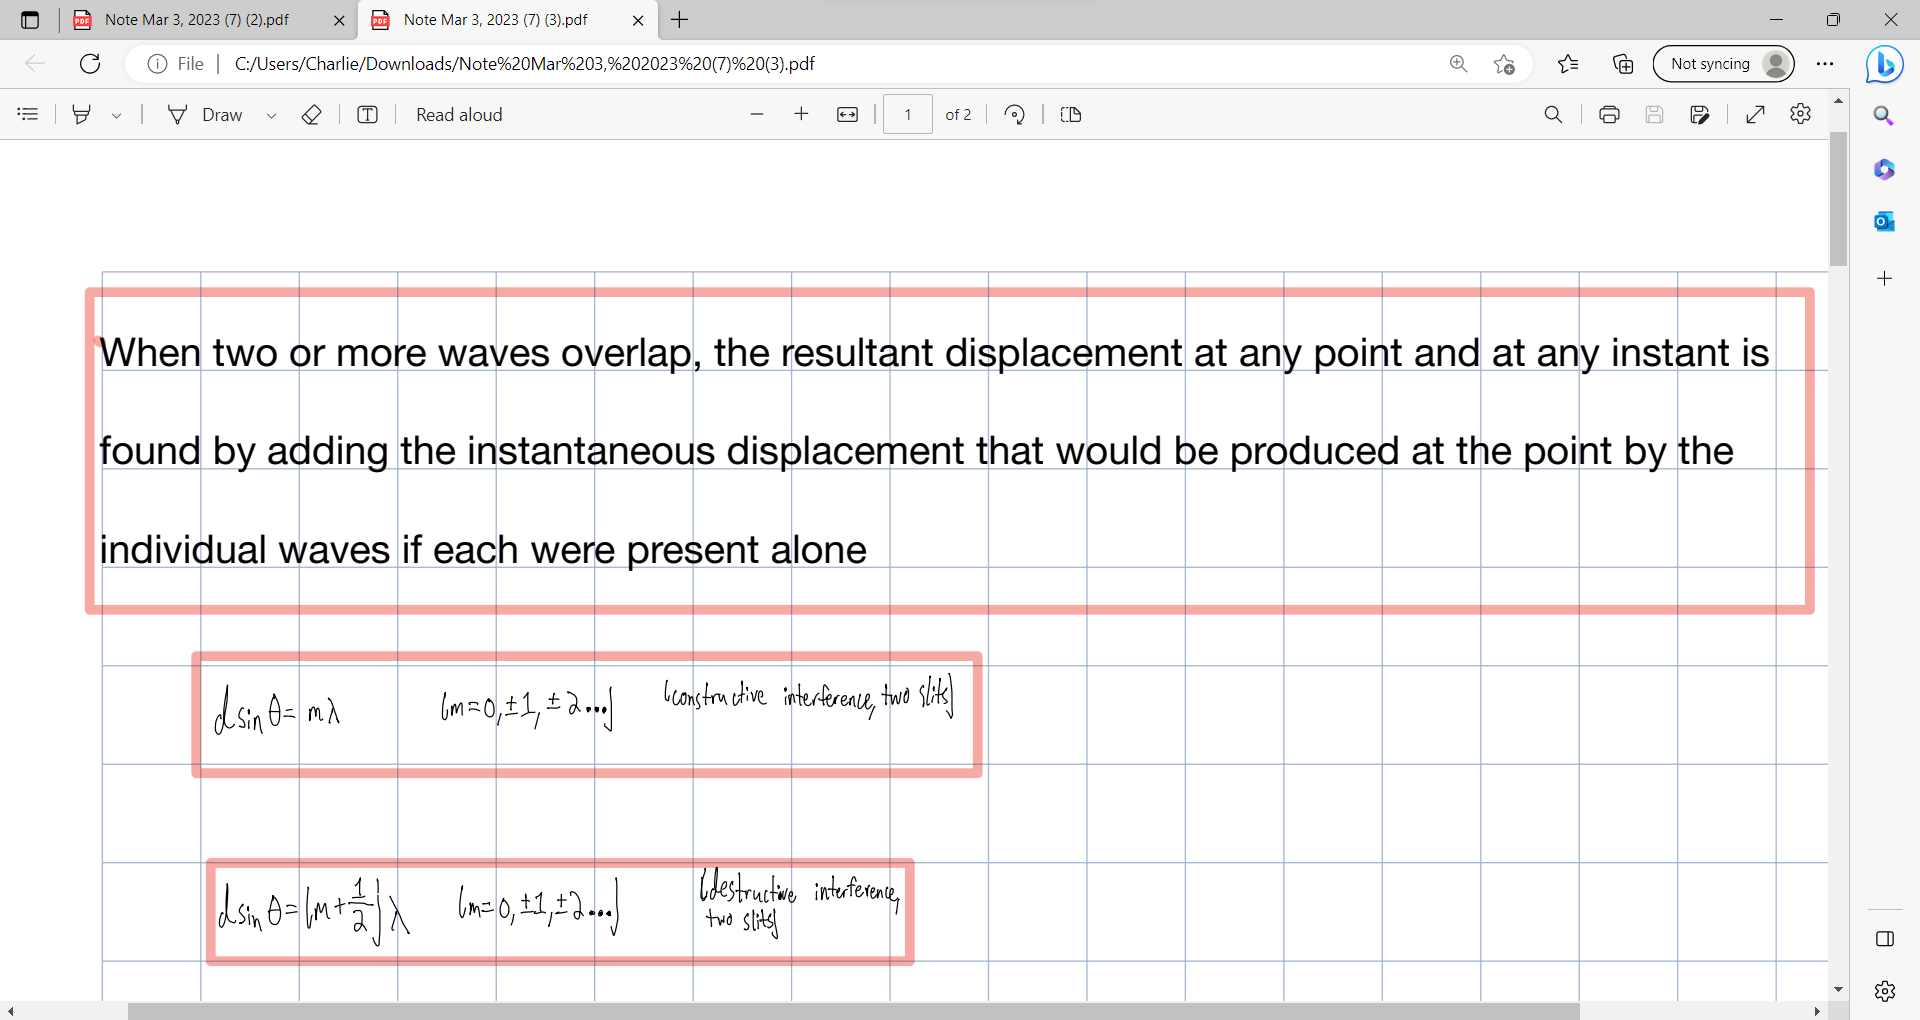 Note Mar 3, 2023 (7) (2).pdf
Note Mar 3, 2023 (7) (3).pdf
File
C:/Users/Charlie/Downloads/Note%20Mar%203,%202023%20(7)%20(3).pdf
Not syncing
Draw
Read aloud
1 of 2
When two or more waves overlap, the resultant displacement at any point and at any instant is
found by adding the instantaneous displacement that would be produced at the point by the
individual waves if each were present alone
d sin θ = mλ (m=0,±1,±2...) (constructive interference, two slits)
d sin θ = (m+1/2)λ (m=0,±1,±2...) (destructive interference,
two slits)